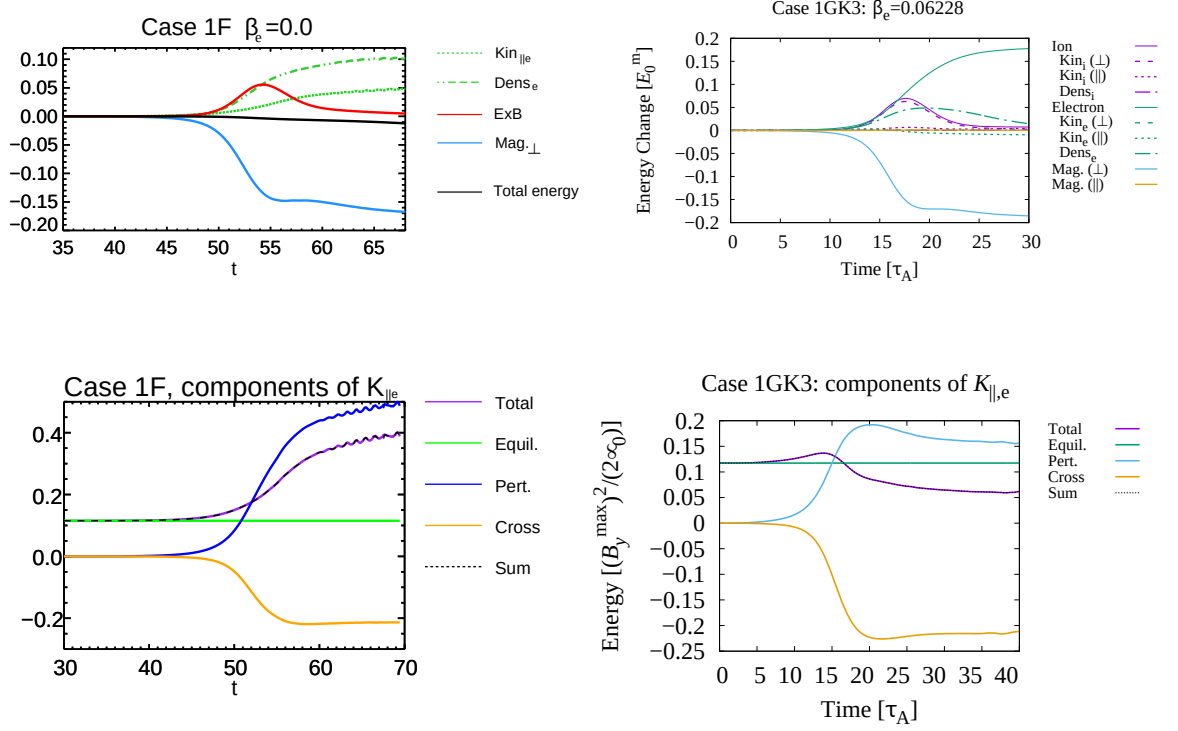 Case 1F β_e=0.0
0.10
0.05
0.00
−0.05
−0.10
−0.15
−0.20
35 40 45 50 55 60 65
t
Kin_∥e
Dens_e
ExB
Mag._⊥
Total energy
Case 1GK3: β_e=0.06228
Energy Change [E_0^m]
0.2
0.15
0.1
0.05
0
−0.05
−0.1
−0.15
−0.2
0 5 10 15 20 25 30
Time [τ_A]
Ion
Kin_i (⊥)
Kin_i (∥)
Dens_i
Electron
Kin_e (⊥)
Kin_e (∥)
Dens_e
Mag. (⊥)
Mag. (∥)
Case 1F, components of K_∥e
0.4
0.2
0.0
−0.2
30 40 50 60 70
t
Total
Equil.
Pert.
Cross
Sum
Case 1GK3: components of K_∥,e
Energy [(B_y^max)^2/(2∝_0)]
0.2
0.15
0.1
0.05
0
−0.05
−0.1
−0.15
−0.2
−0.25
0 5 10 15 20 25 30 35 40
Time [τ_A]
Total
Equil.
Pert.
Cross
Sum